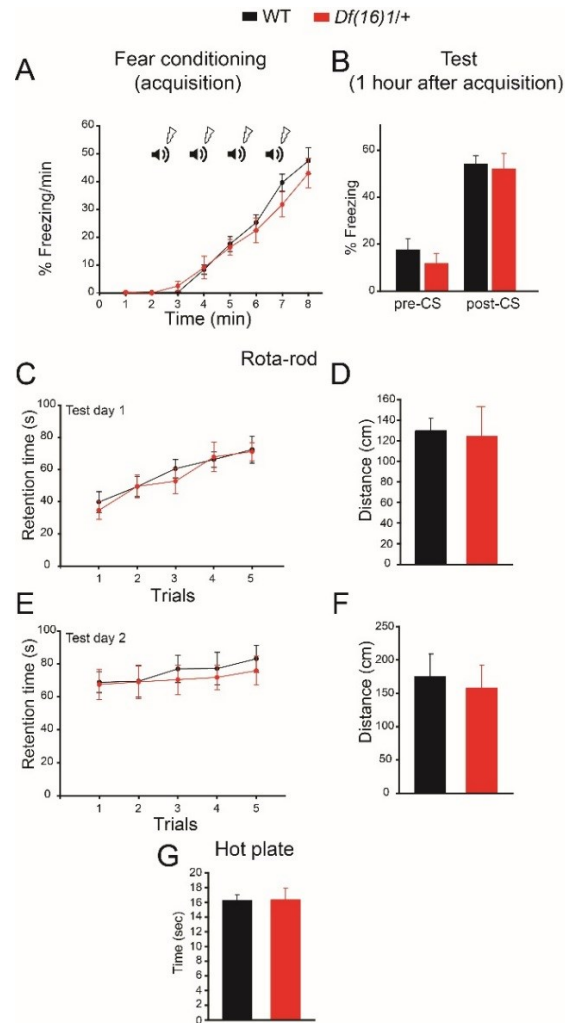 WT Df(16)1/+
A Fear conditioning
(acquisition)
% Freezing/min
60
50
40
30
20
10
0
0 1 2 3 4 5 6 7 8
Time (min)
B Test
(1 hour after acquisition)
% Freezing
60
40
20
0
pre-CS post-CS
Rota-rod
C
Test day 1
Retention time (s)
100
80
60
40
20
0
1 2 3 4 5
Trials
D
Distance (cm)
160
140
120
100
80
60
40
20
0
E
Test day 2
Retention time (s)
100
80
60
40
20
0
1 2 3 4 5
Trials
F
Distance (cm)
250
200
150
100
50
0
G Hot plate
Time (sec)
20
18
16
14
12
10
8
6
4
2
0